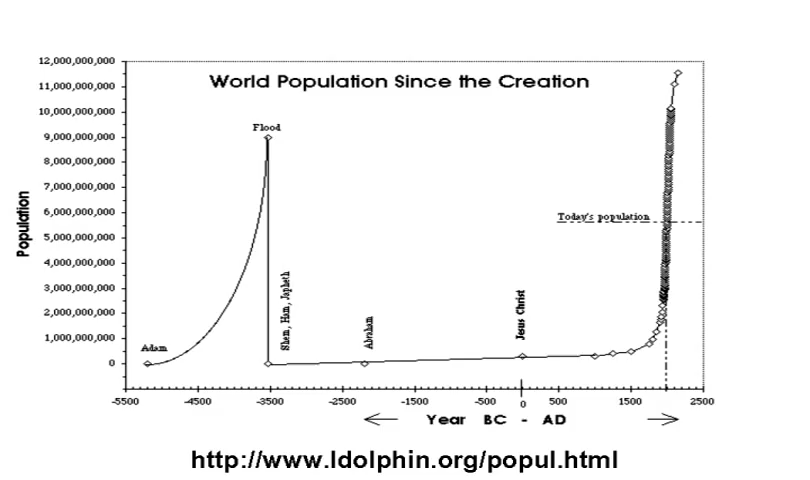 World Population Since the Creation
Population
12,000,000,000
11,000,000,000
10,000,000,000
9,000,000,000
8,000,000,000
7,000,000,000
6,000,000,000
5,000,000,000
4,000,000,000
3,000,000,000
2,000,000,000
1,000,000,000
0
Adam
Flood
Shem, Ham, Japheth
Abraham
Jesus Christ
Today's population
-5500 -4500 -3500 -2500 -1500 -500 0 500 1500 2500
Year BC - AD
http://www.ldolphin.org/popul.html